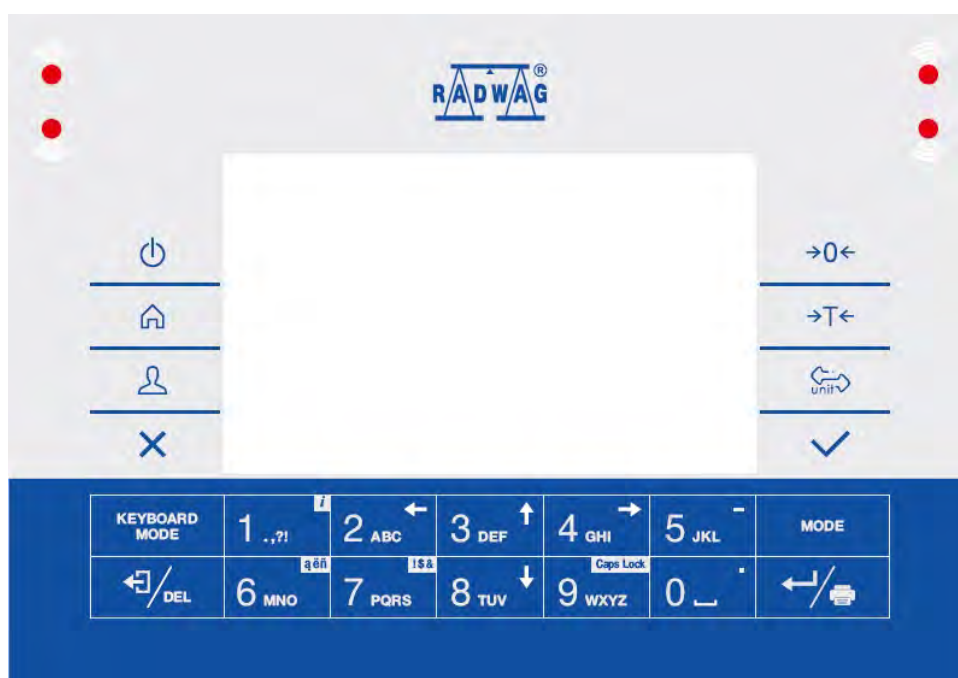 RADWAG®
→0←
→T←
unit
KEYBOARD
MODE
1 .,?!
i
2 ABC ←
3 DEF ↑
4 GHI →
5 JKL -
MODE
/DEL
6 MNO
ąëñ
7 PQRS
!$&
8 TUV ↓
9 WXYZ
Caps Lock
0 .